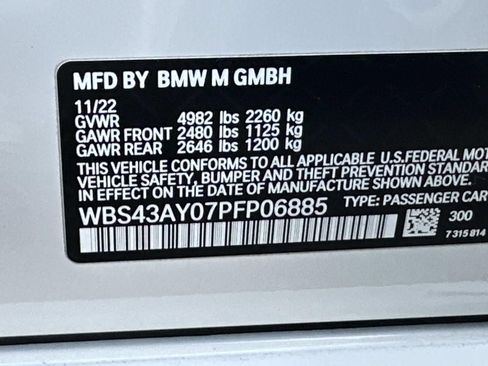 MFD BY BMW M GMBH
11/22
GVWR 4982 lbs 2260 kg
GAWR FRONT 2480 lbs 1125 kg
GAWR REAR 2646 lbs 1200 kg
THIS VEHICLE CONFORMS TO ALL APPLICABLE U.S.FEDERAL MOT
VEHICLE SAFETY, BUMPER AND THEFT PREVENTION STANDARD
IN EFFECT ON THE DATE OF MANUFACTURE SHOWN ABOVE.
WBS43AY07PFP06885 TYPE: PASSENGER CAR
300
7 315 814